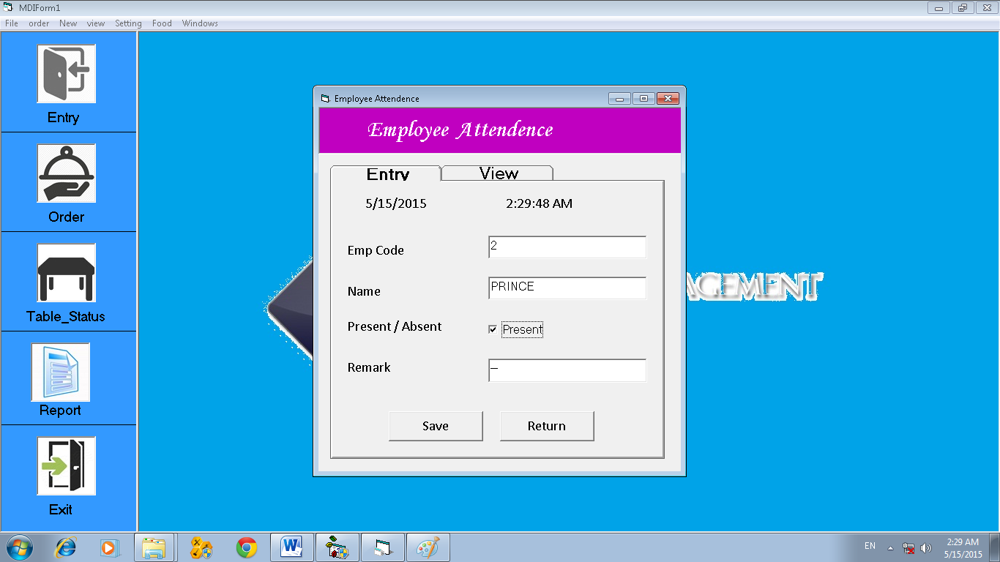 MDIForm1
File order New view Setting Food Windows
Entry
Order
Table_Status
Report
Exit
Employee Attendence
Employee Attendence
Entry View
5/15/2015 2:29:48 AM
Emp Code 2
Name PRINCE
Present / Absent Present
Remark --
Save Return
AGEMENT
EN
2:29 AM
5/15/2015